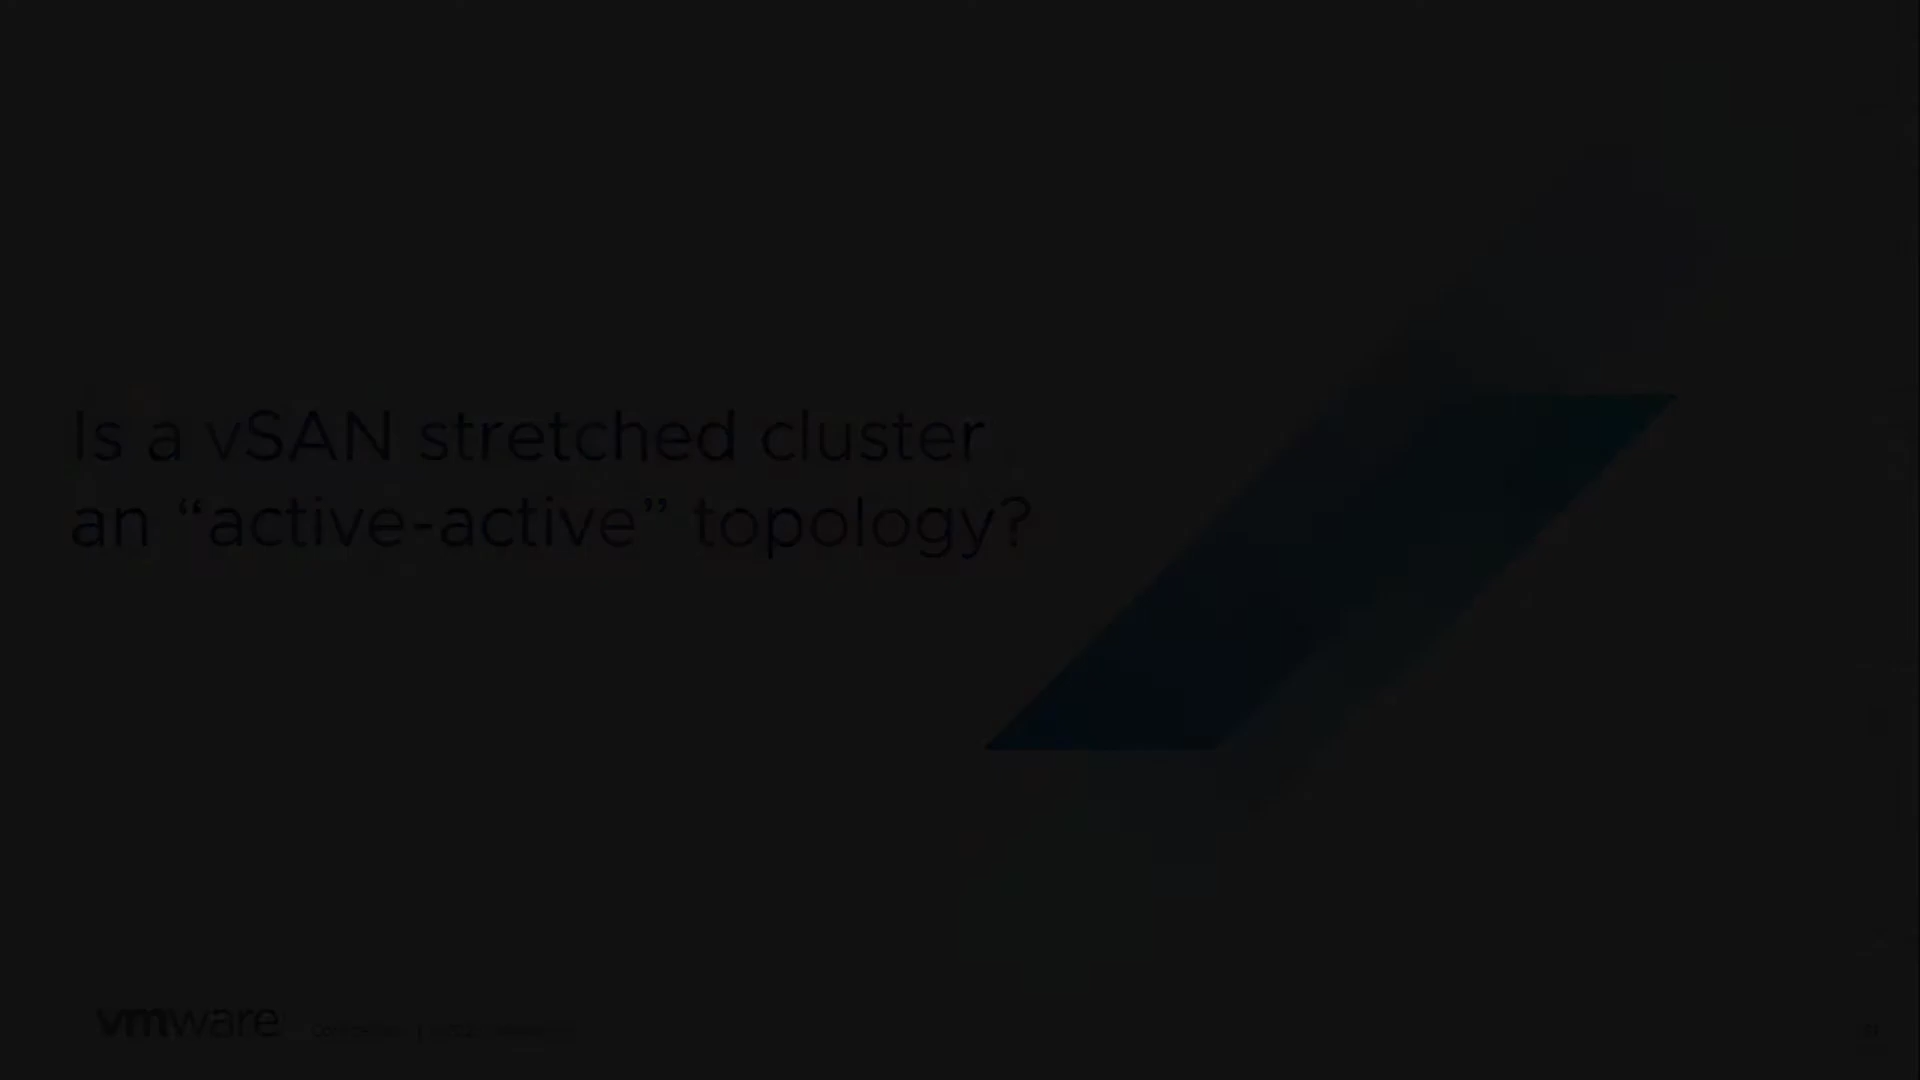 Is a vSAN stretched cluster
an “active-active” topology?
vmware